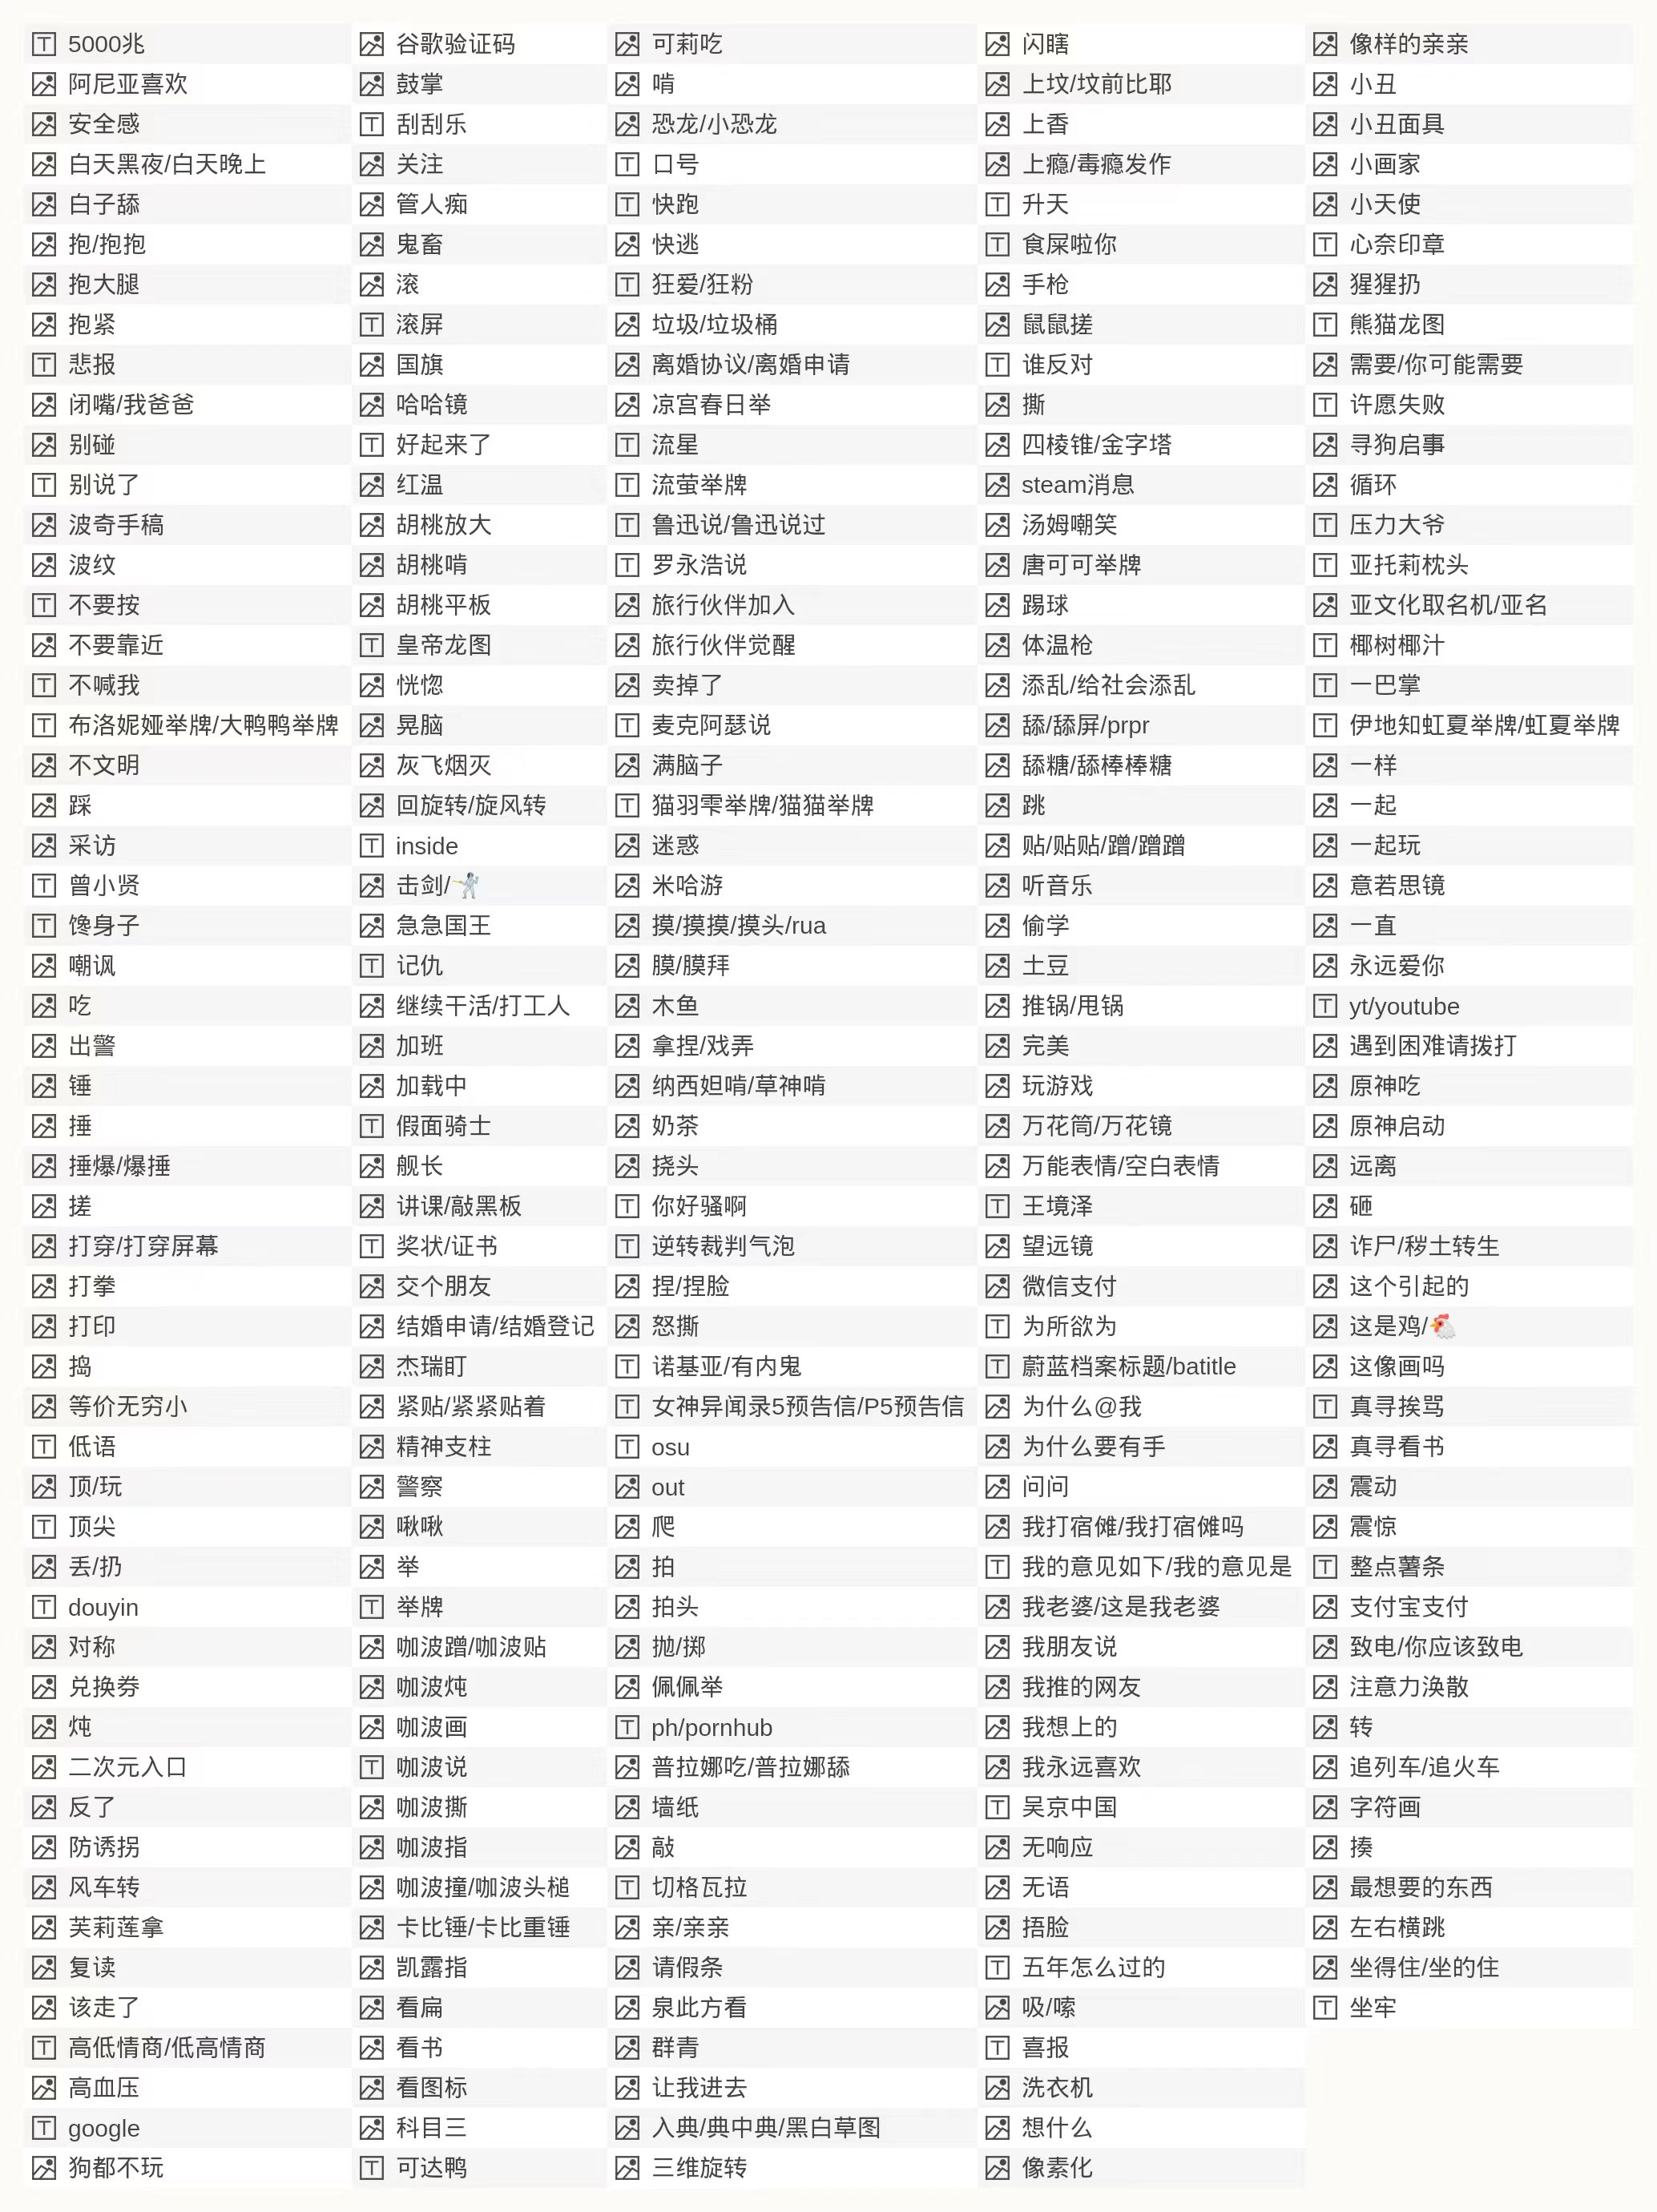 5000兆
阿尼亚喜欢
安全感
白天黑夜/白天晚上
白子舔
抱/抱抱
抱大腿
抱紧
悲报
闭嘴/我爸爸
别碰
别说了
波奇手稿
波纹
不要按
不要靠近
不喊我
布洛妮娅举牌/大鸭鸭举牌
不文明
踩
采访
曾小贤
馋身子
嘲讽
吃
出警
锤
捶
捶爆/爆捶
搓
打穿/打穿屏幕
打拳
打印
捣
等价无穷小
低语
顶/玩
顶尖
丢/扔
douyin
对称
兑换券
炖
二次元入口
反了
防诱拐
风车转
芙莉莲拿
复读
该走了
高低情商/低高情商
高血压
google
狗都不玩
谷歌验证码
鼓掌
刮刮乐
关注
管人痴
鬼畜
滚
滚屏
国旗
哈哈镜
好起来了
红温
胡桃放大
胡桃啃
胡桃平板
皇帝龙图
恍惚
晃脑
灰飞烟灭
回旋转/旋风转
inside
击剑/🤺
急急国王
记仇
继续干活/打工人
加班
加载中
假面骑士
舰长
讲课/敲黑板
奖状/证书
交个朋友
结婚申请/结婚登记
杰瑞盯
紧贴/紧紧贴着
精神支柱
警察
啾啾
举
举牌
咖波蹭/咖波贴
咖波炖
咖波画
咖波说
咖波撕
咖波指
咖波撞/咖波头槌
卡比锤/卡比重锤
凯露指
看扁
看书
看图标
科目三
可达鸭
可莉吃
啃
恐龙/小恐龙
口号
快跑
快逃
狂爱/狂粉
垃圾/垃圾桶
离婚协议/离婚申请
凉宫春日举
流星
流萤举牌
鲁迅说/鲁迅说过
罗永浩说
旅行伙伴加入
旅行伙伴觉醒
卖掉了
麦克阿瑟说
满脑子
猫羽雫举牌/猫猫举牌
迷惑
米哈游
摸/摸摸/摸头/rua
膜/膜拜
木鱼
拿捏/戏弄
纳西妲啃/草神啃
奶茶
挠头
你好骚啊
逆转裁判气泡
捏/捏脸
怒撕
诺基亚/有内鬼
女神异闻录5预告信/P5预告信
osu
out
爬
拍
拍头
抛/掷
佩佩举
ph/pornhub
普拉娜吃/普拉娜舔
墙纸
敲
切格瓦拉
亲/亲亲
请假条
泉此方看
群青
让我进去
入典/典中典/黑白草图
三维旋转
闪瞎
上坟/坟前比耶
上香
上瘾/毒瘾发作
升天
食屎啦你
手枪
鼠鼠搓
谁反对
撕
四棱锥/金字塔
steam消息
汤姆嘲笑
唐可可举牌
踢球
体温枪
添乱/给社会添乱
舔/舔屏/prpr
舔糖/舔棒棒糖
跳
贴/贴贴/蹭/蹭蹭
听音乐
偷学
土豆
推锅/甩锅
完美
玩游戏
万花筒/万花镜
万能表情/空白表情
王境泽
望远镜
微信支付
为所欲为
蔚蓝档案标题/batitle
为什么@我
为什么要有手
问问
我打宿傩/我打宿傩吗
我的意见如下/我的意见是
我老婆/这是我老婆
我朋友说
我推的网友
我想上的
我永远喜欢
吴京中国
无响应
无语
捂脸
五年怎么过的
吸/嗦
喜报
洗衣机
想什么
像素化
像样的亲亲
小丑
小丑面具
小画家
小天使
心奈印章
猩猩扔
熊猫龙图
需要/你可能需要
许愿失败
寻狗启事
循环
压力大爷
亚托莉枕头
亚文化取名机/亚名
椰树椰汁
一巴掌
伊地知虹夏举牌/虹夏举牌
一样
一起
一起玩
意若思镜
一直
永远爱你
yt/youtube
遇到困难请拨打
原神吃
原神启动
远离
砸
诈尸/秽土转生
这个引起的
这是鸡/🐔
这像画吗
真寻挨骂
真寻看书
震动
震惊
整点薯条
支付宝支付
致电/你应该致电
注意力涣散
转
追列车/追火车
字符画
揍
最想要的东西
左右横跳
坐得住/坐的住
坐牢